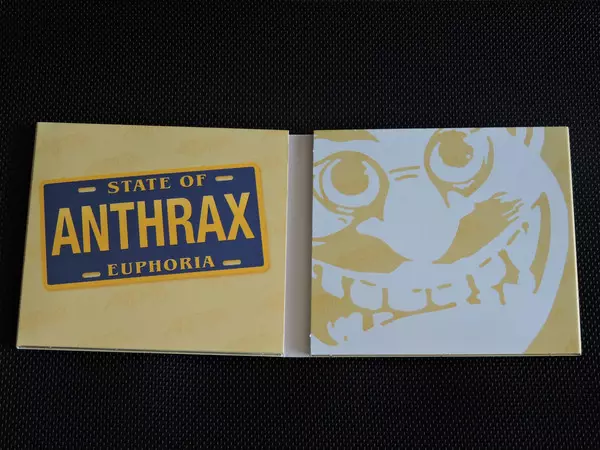 STATE OF
ANTHRAX
EUPHORIA